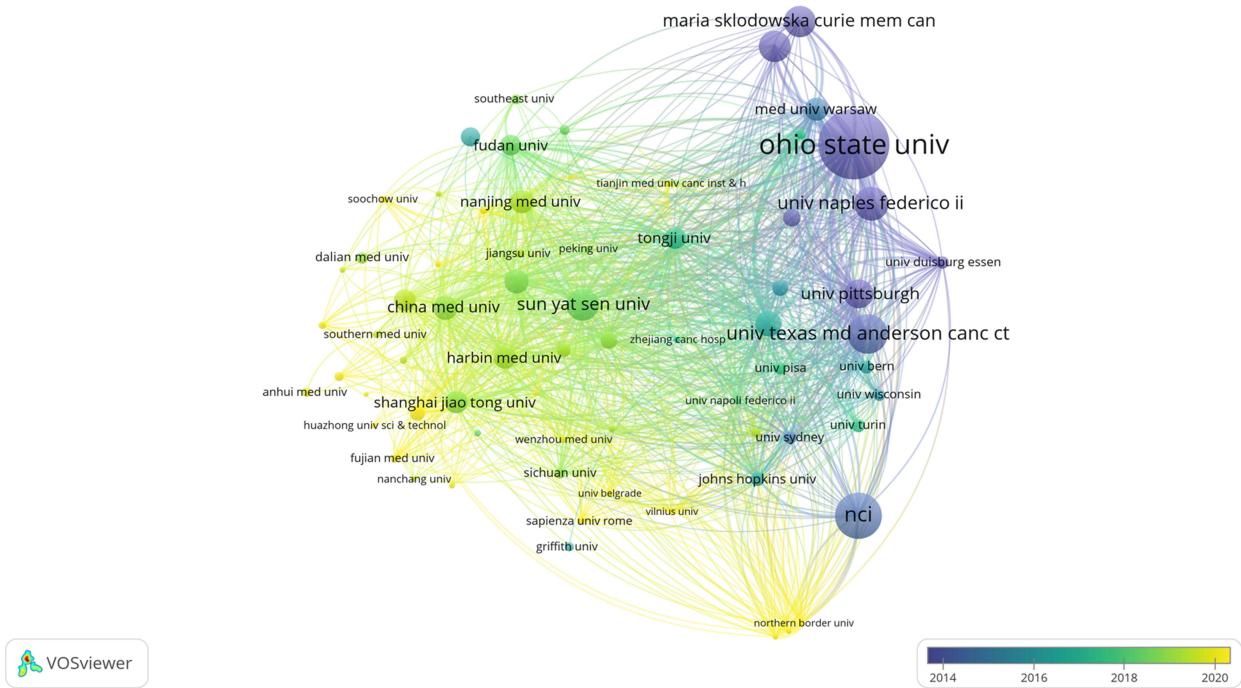 maria sklodowska curie mem can
southeast univ
med univ warsaw
fudan univ
ohio state univ
tianjin med univ canc inst & h
soochow univ
nanjing med univ
univ naples federico ii
tongji univ
jiangsu univ
peking univ
dalian med univ
univ duisburg essen
univ pittsburgh
china med univ
sun yat sen univ
southern med univ
zhejiang canc hosp
univ texas md anderson canc ct
harbin med univ
univ pisa
univ bern
anhui med univ
univ wisconsin
shanghai jiao tong univ
univ napoli federico ii
huazhong univ sci & technol
univ turin
wenzhou med univ
univ sydney
fujian med univ
nanchang univ
sichuan univ
johns hopkins univ
univ belgrade
vilnius univ
sapienza univ rome
nci
griffith univ
northern border univ
VOSviewer
2014
2016
2018
2020